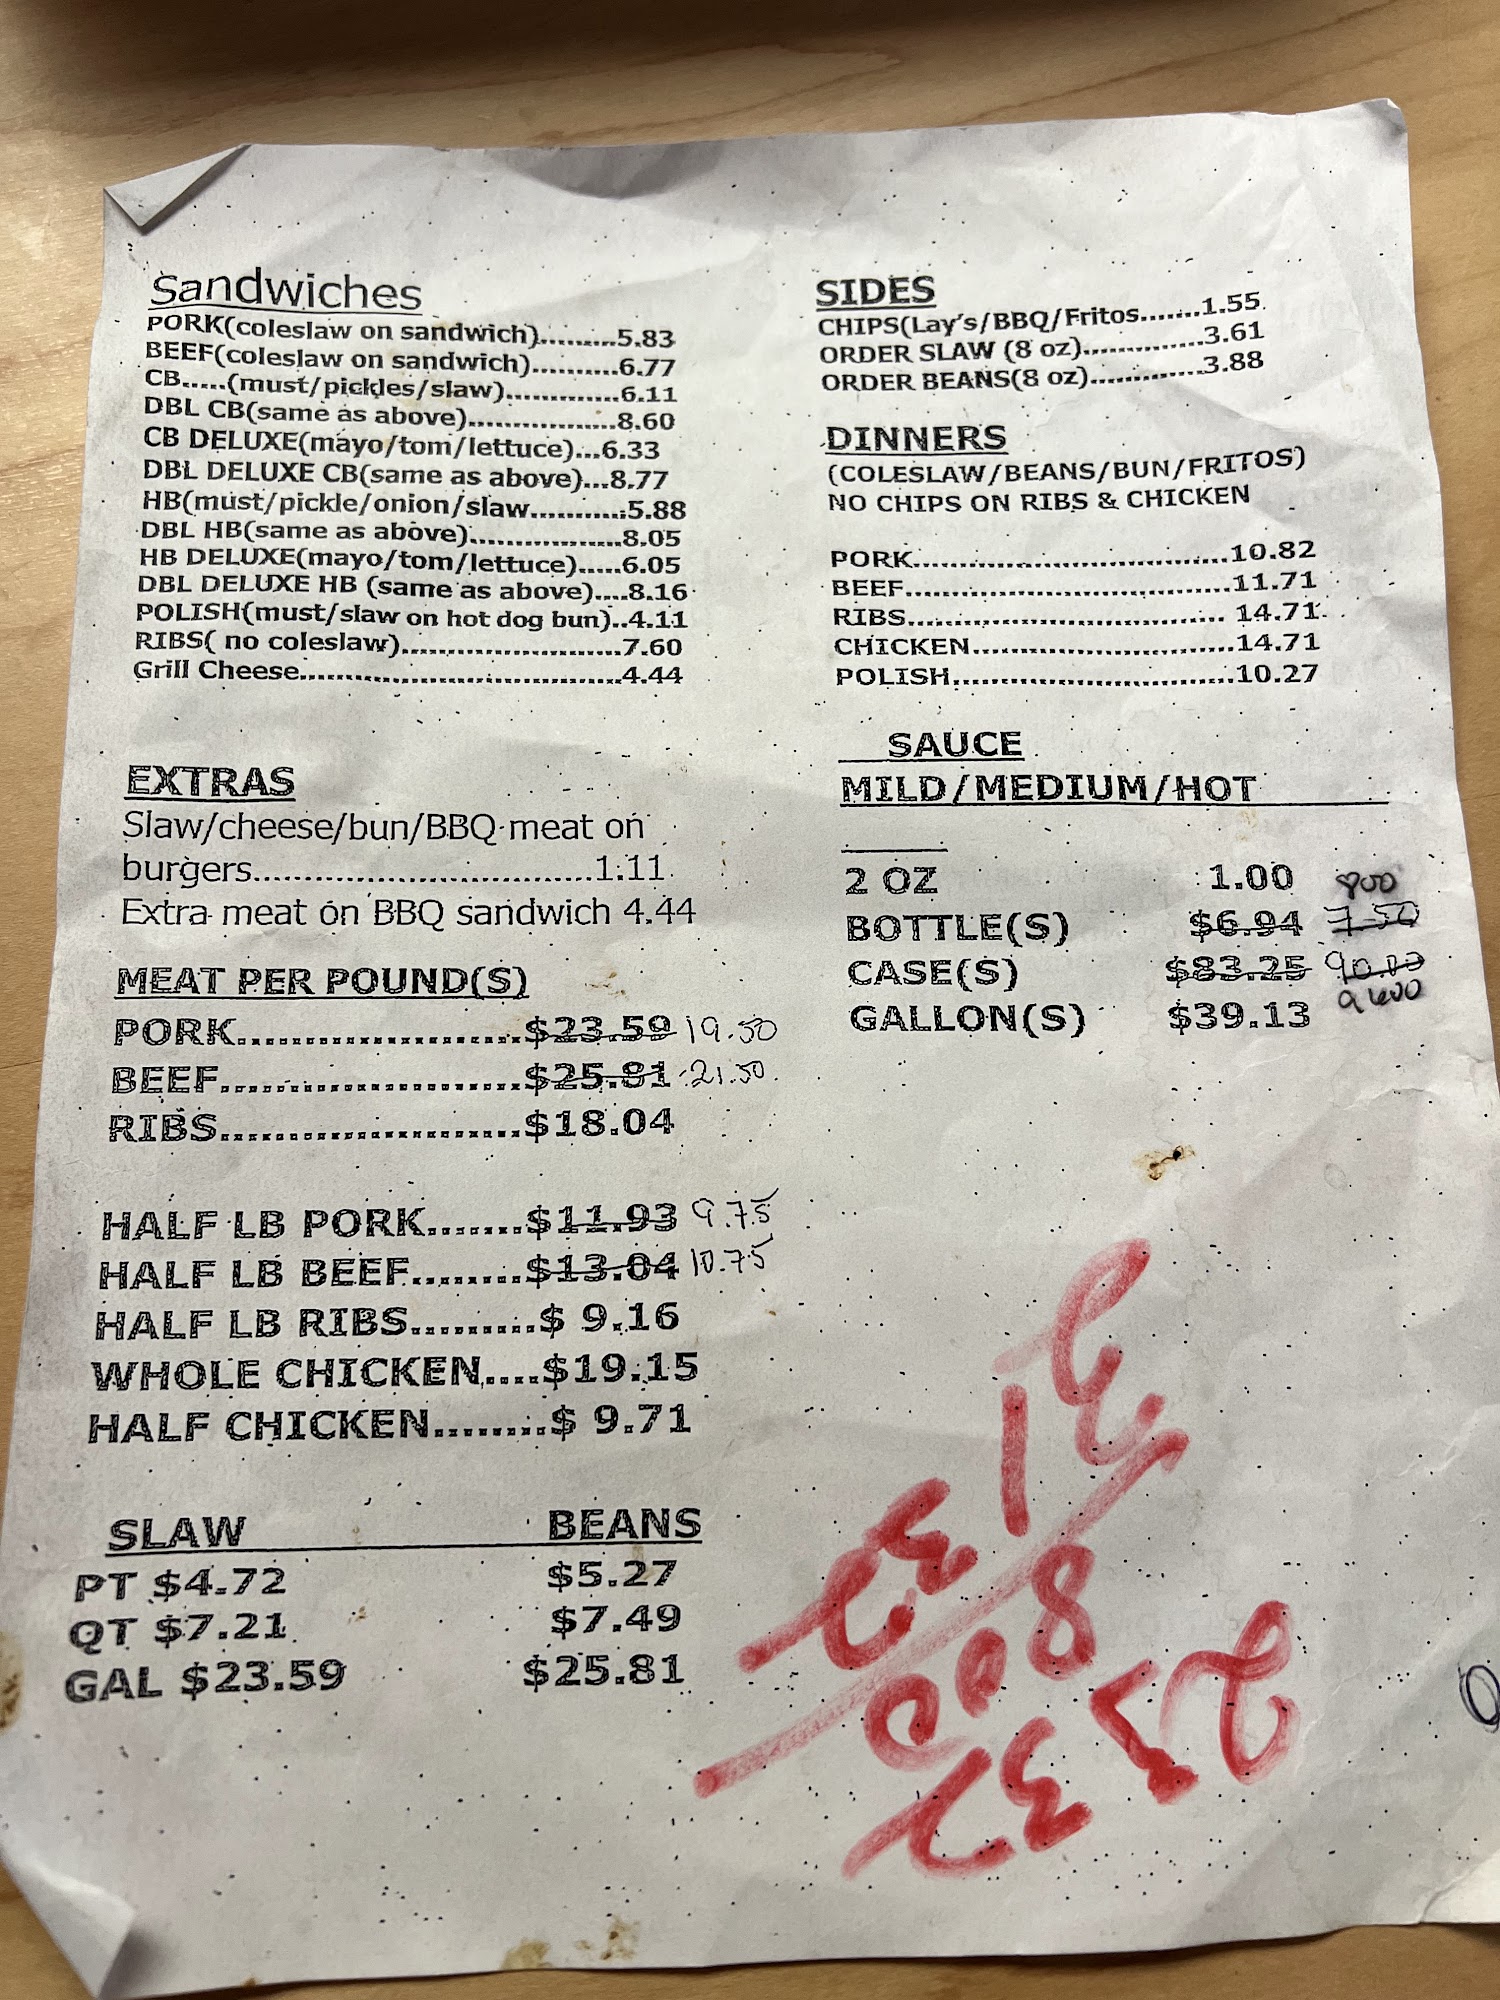 Sandwiches
PORK(coleslaw on sandwich)..........5.83
BEEF(coleslaw on sandwich)..........6.77
CB.....(must/pickles/slaw).............6.11
DBL CB(same as above).................8.60
CB DELUXE(mayo/tom/lettuce)...6.33
DBL DELUXE CB(same as above)...8.77
HB(must/pickle/onion/slaw...........5.88
DBL HB(same as above)..................8.05
HB DELUXE(mayo/tom/lettuce).....6.05
DBL DELUXE HB (same as above)....8.16
POLISH(must/slaw on hot dog bun)..4.11
RIBS( no coleslaw).........................7.60
Grill Cheese.....................................4.44
EXTRAS
Slaw/cheese/bun/BBQ meat on
burgers.................................1.11
Extra meat on BBQ sandwich 4.44
MEAT PER POUND(S)
PORK......................$23.59 19.50
BEEF.......................$25.81 21.50
RIBS.......................$18.04
HALF LB PORK.......$11.93 9.75
HALF LB BEEF........$13.04 10.75
HALF LB RIBS.........$ 9.16
WHOLE CHICKEN....$19.15
HALF CHICKEN........$ 9.71
SLAW BEANS
PT $4.72 $5.27
QT $7.21 $7.49
GAL $23.59 $25.81
SIDES
CHIPS(Lay's/BBQ/Fritos.......1.55
ORDER SLAW (8 oz)..............3.61
ORDER BEANS(8 oz)..............3.88
DINNERS
(COLESLAW/BEANS/BUN/FRITOS)
NO CHIPS ON RIBS & CHICKEN
PORK.....................................10.82
BEEF.......................................11.71
RIBS..................................... 14.71
CHICKEN..............................14.71
POLISH.................................10.27
SAUCE
MILD/MEDIUM/HOT
2 OZ 1.00 800
BOTTLE(S) $6.94 7.50
CASE(S) $83.25 90.00
9600
GALLON(S) $39.13